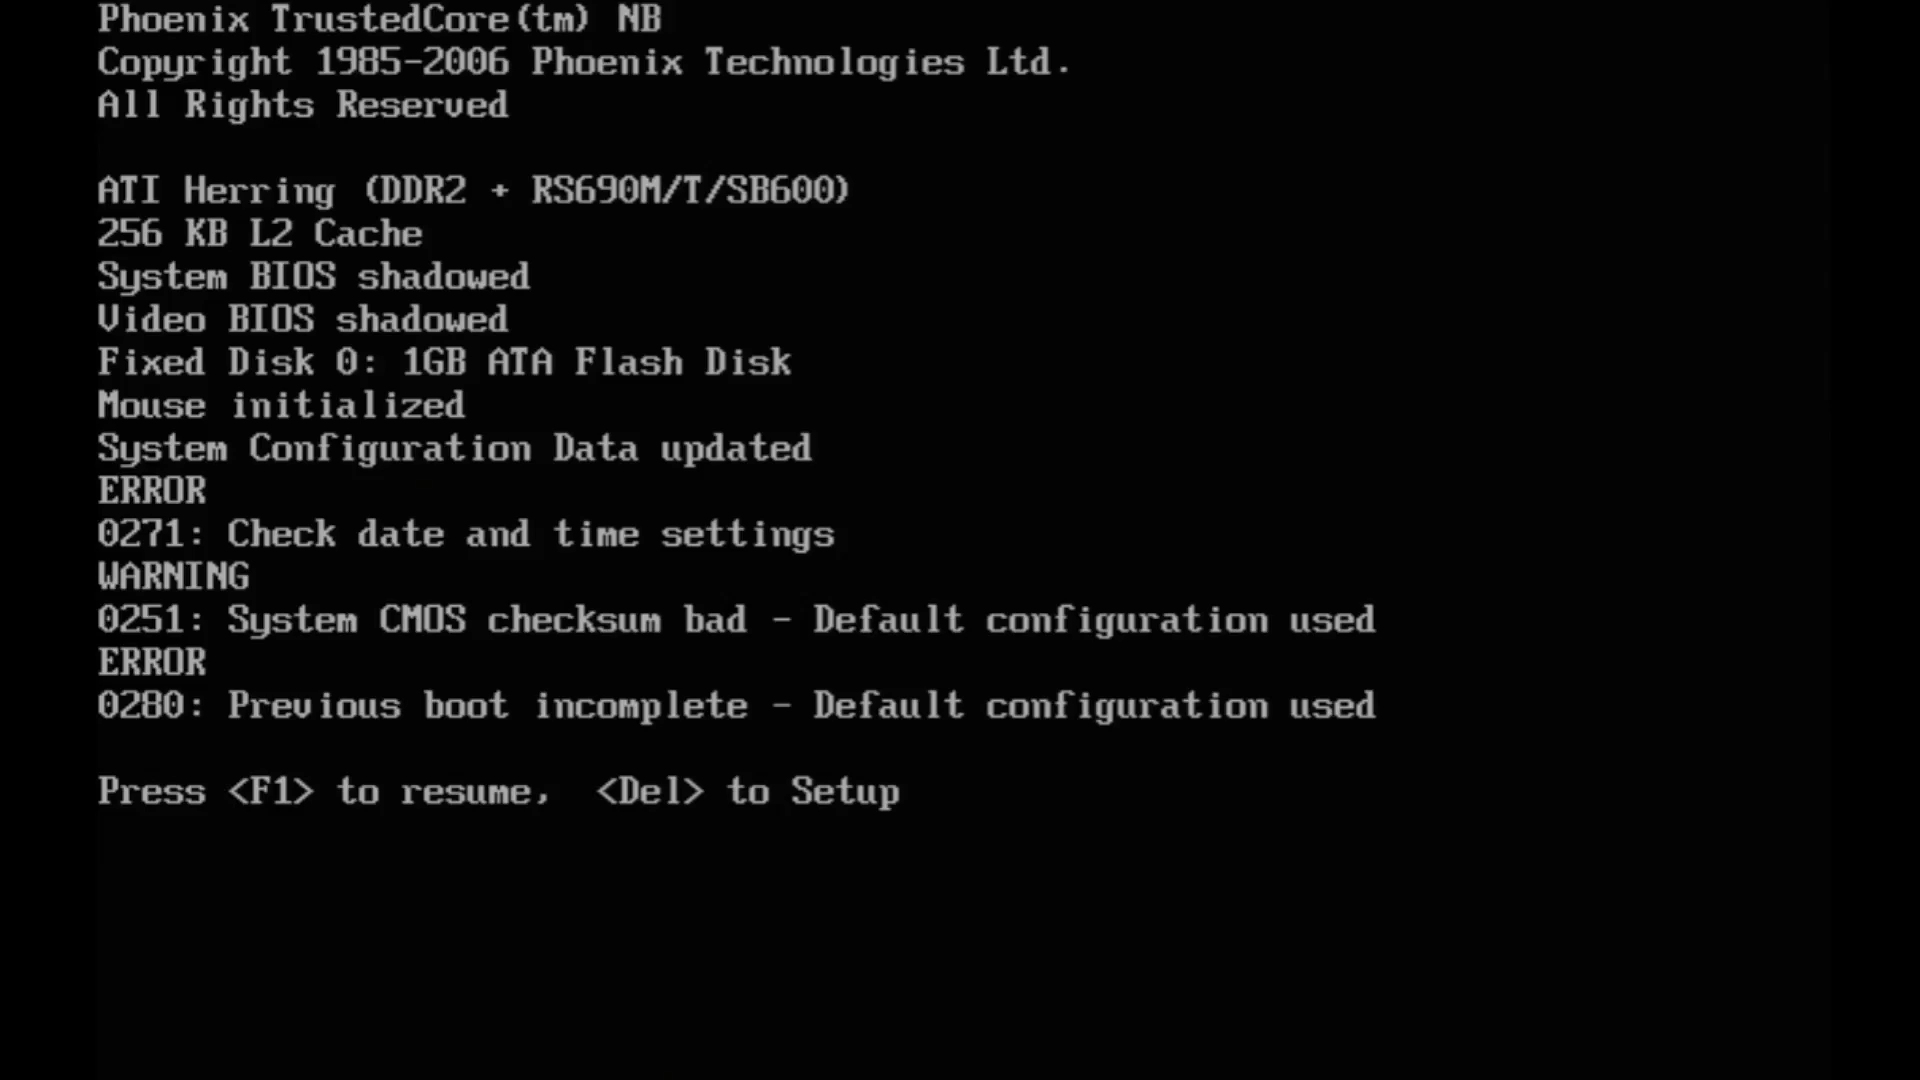 Phoenix TrustedCore(tm) NB
Copyright 1985-2006 Phoenix Technologies Ltd.
All Rights Reserved
ATI Herring (DDR2 + RS690M/T/SB600)
256 KB L2 Cache
System BIOS shadowed
Video BIOS shadowed
Fixed Disk 0: 1GB ATA Flash Disk
Mouse initialized
System Configuration Data updated
ERROR
0271: Check date and time settings
WARNING
0251: System CMOS checksum bad - Default configuration used
ERROR
0280: Previous boot incomplete - Default configuration used
Press <F1> to resume, <Del> to Setup